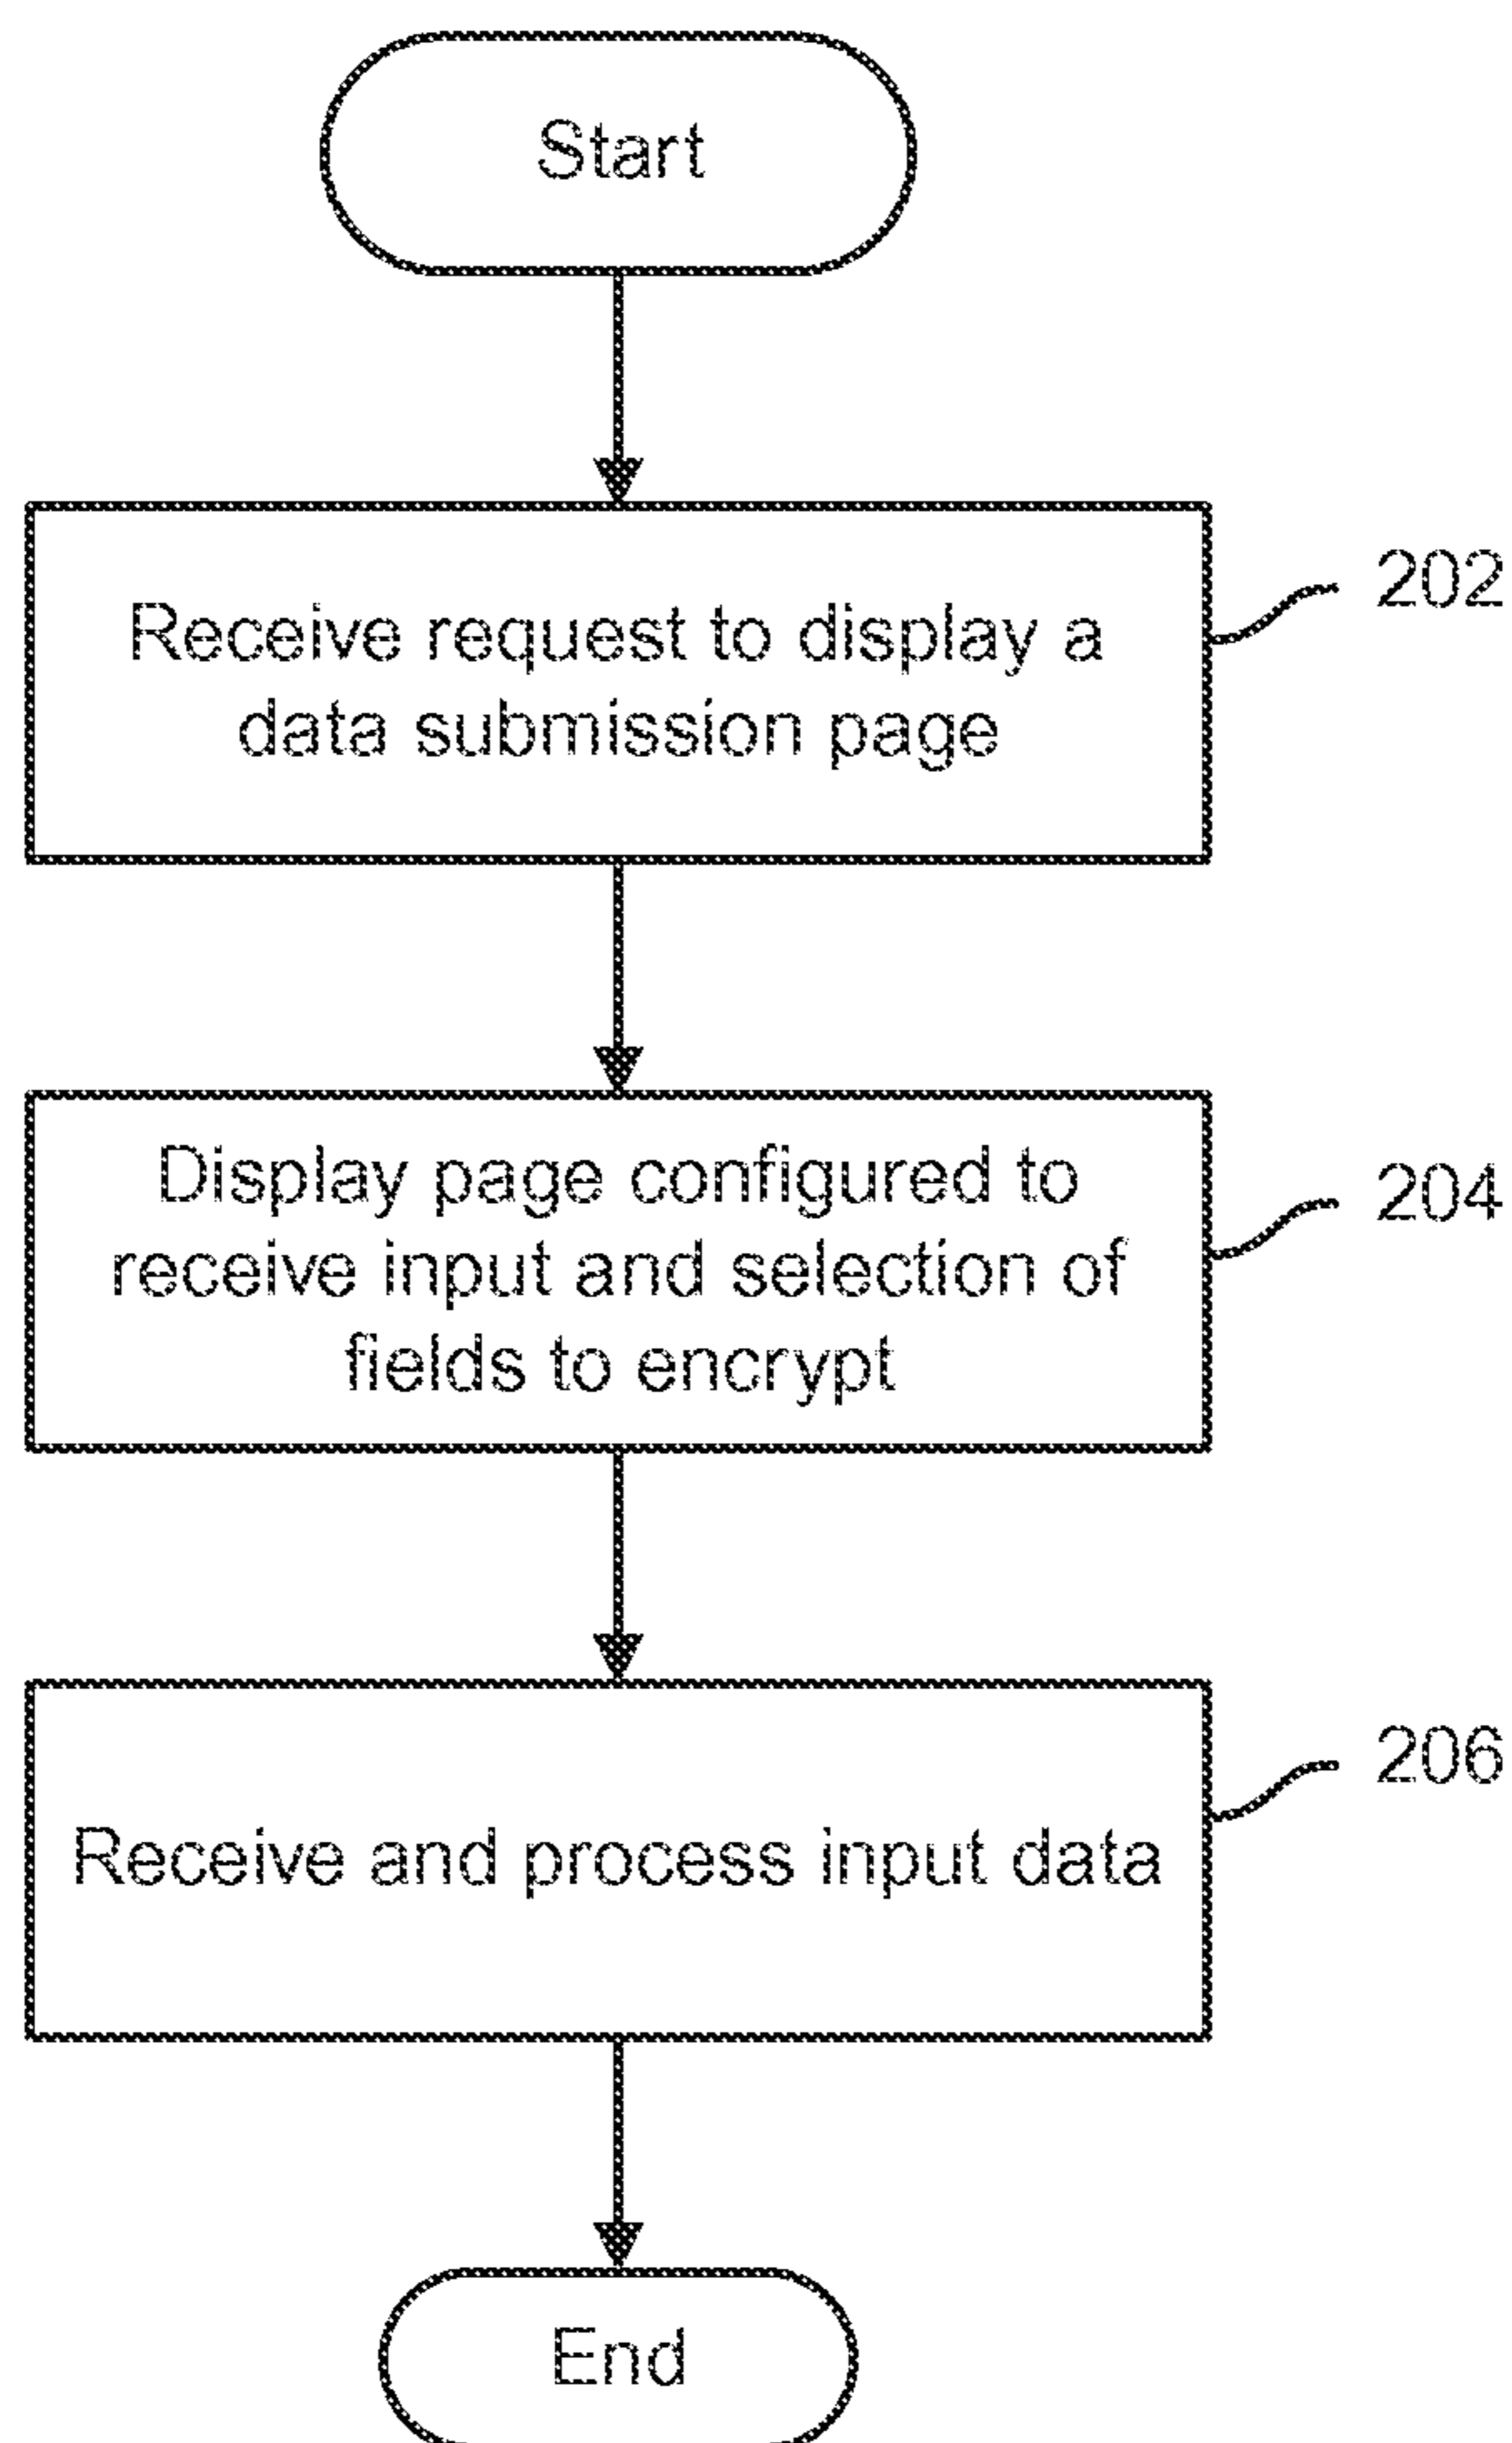 Start
Receive request to display a
data submission page
202
Display page configured to
receive input and selection of
fields to encrypt
204
Receive and process input data
206
End